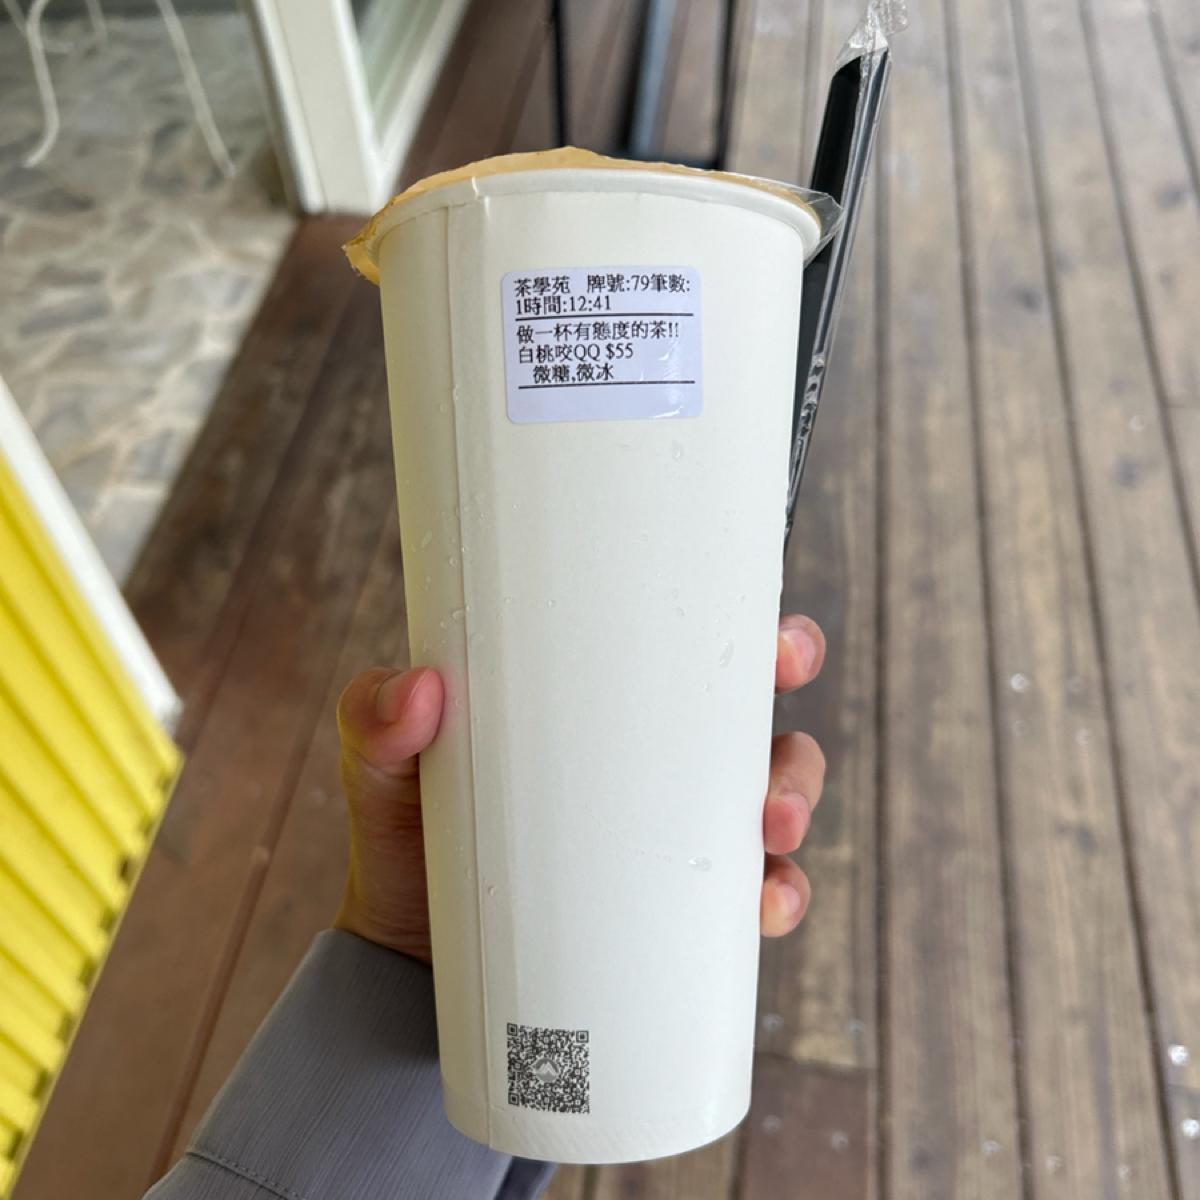 茶學苑 牌號:79筆數:
1時間:12:41
做一杯有態度的茶!!
白桃咬QQ $55
微糖,微冰